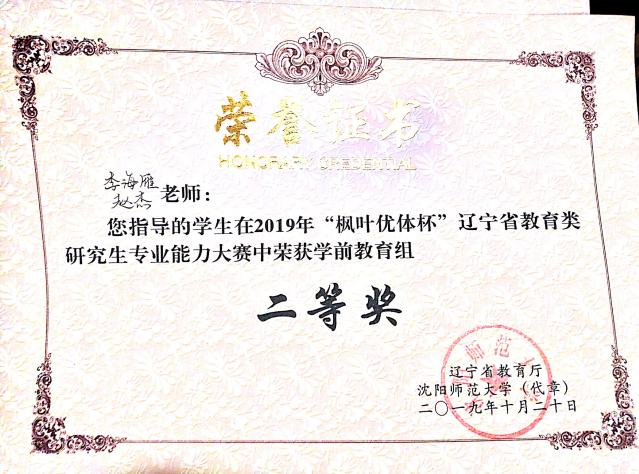 荣誉证书
HONORARY CREDENTIAL
李海雁
赵杰 老师：
您指导的学生在2019年“枫叶优体杯”辽宁省教育类
研究生专业能力大赛中荣获学前教育组
二等奖
辽宁省教育厅
沈阳师范大学（代章）
二〇一九年十月二十日